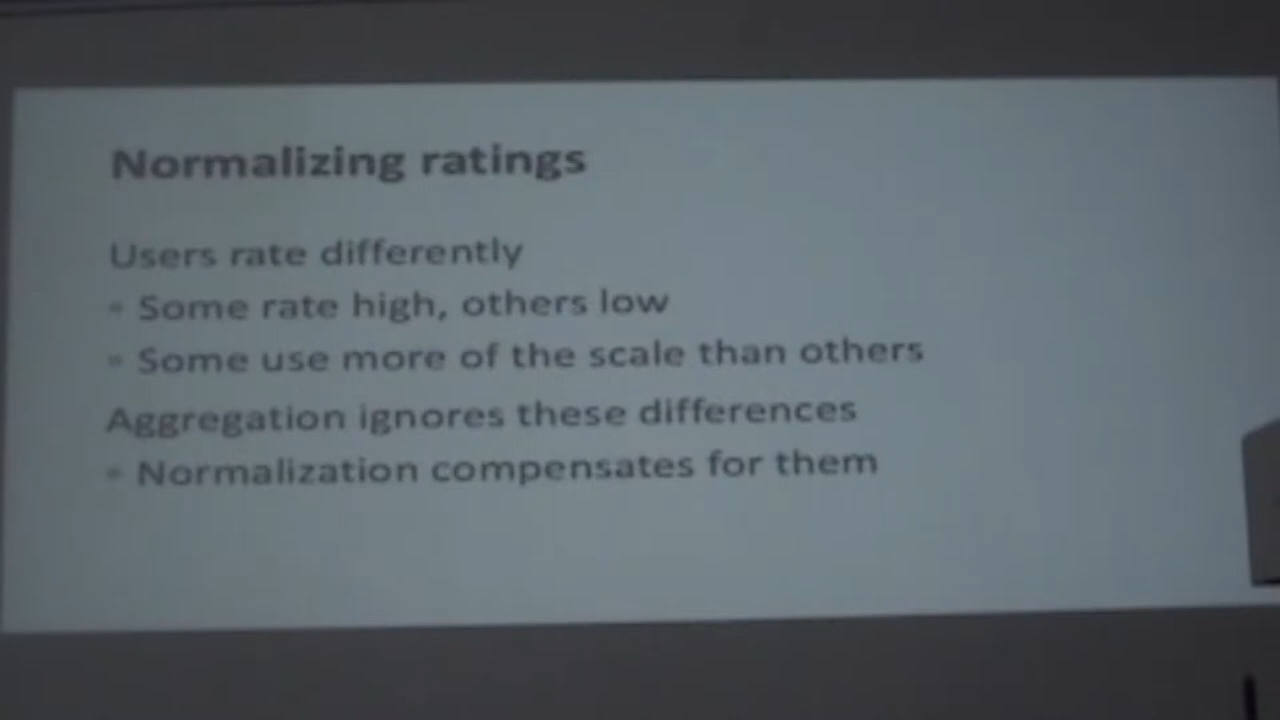 Normalizing ratings
Users rate differently
• Some rate high, others low
• Some use more of the scale than others
Aggregation ignores these differences
• Normalization compensates for them